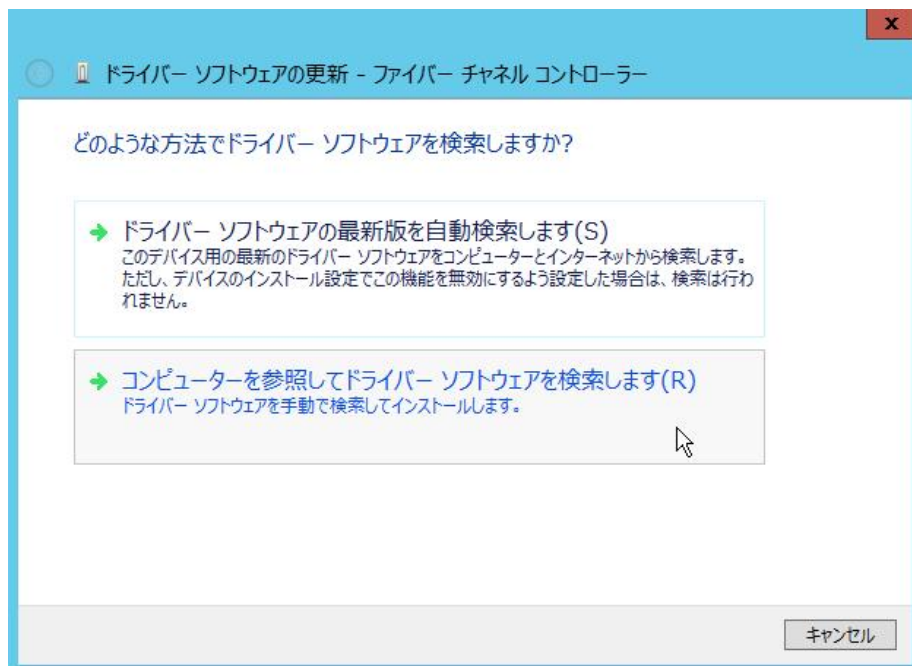 ドライバー ソフトウェアの更新 - ファイバー チャネル コントローラー
どのような方法でドライバー ソフトウェアを検索しますか?
ドライバー ソフトウェアの最新版を自動検索します(S)
このデバイス用の最新のドライバー ソフトウェアをコンピューターとインターネットから検索します。
ただし、デバイスのインストール設定でこの機能を無効にするよう設定した場合は、検索は行わ
れません。
コンピューターを参照してドライバー ソフトウェアを検索します(R)
ドライバー ソフトウェアを手動で検索してインストールします。
キャンセル